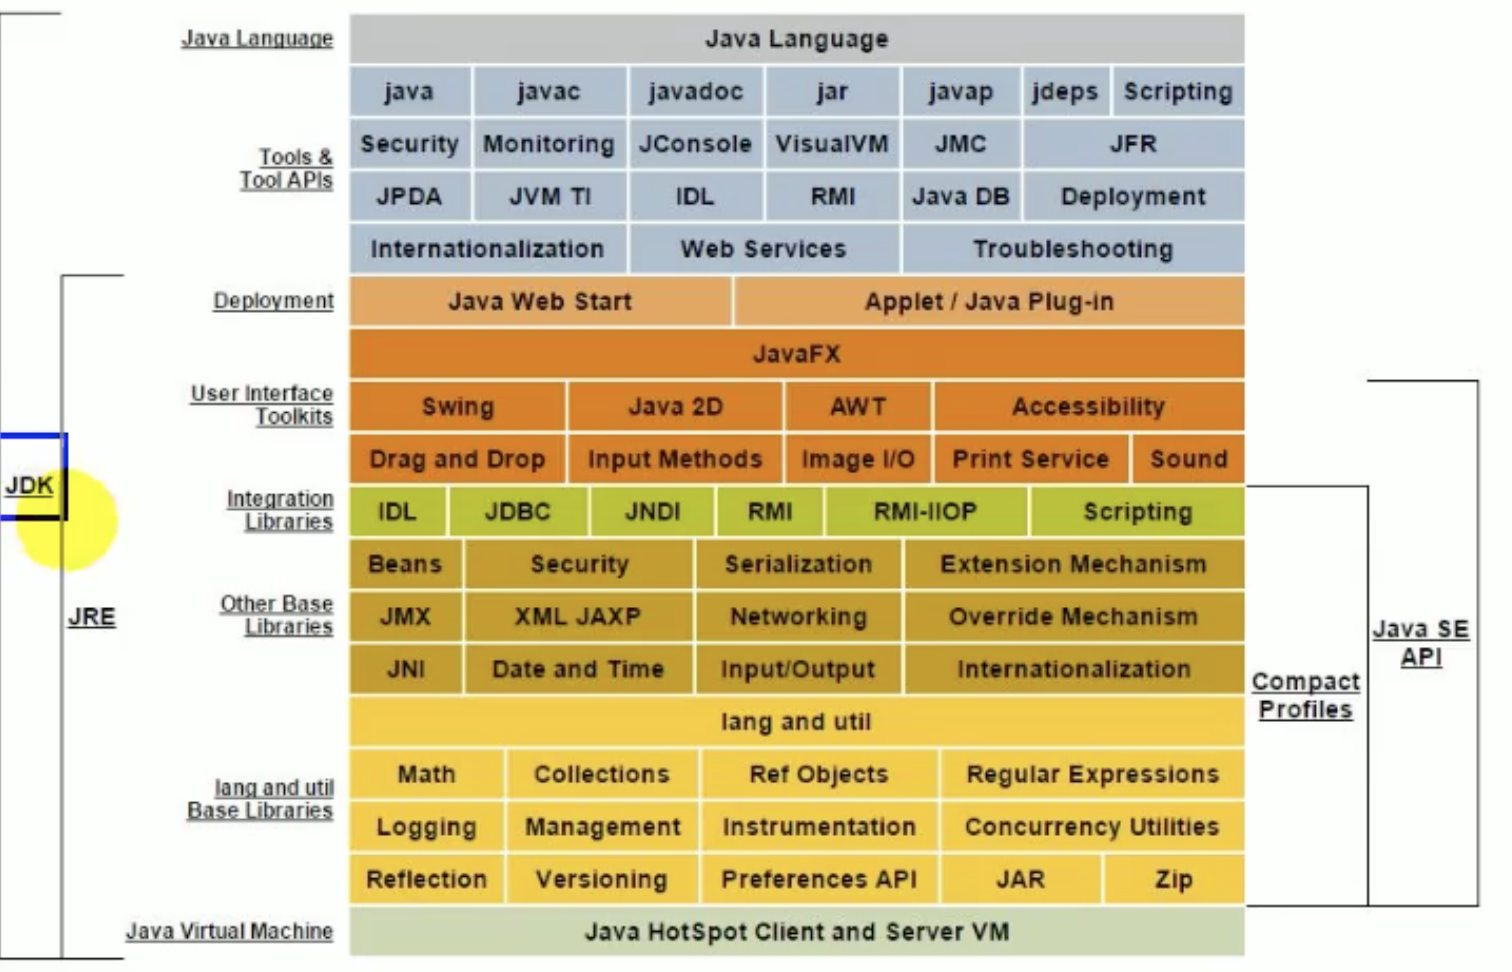 Java Language
Java Language
java javac javadoc jar javap jdeps Scripting
Tools &
Tool APIs
Security Monitoring JConsole VisualVM JMC JFR
JPDA JVM TI IDL RMI Java DB Deployment
Internationalization Web Services Troubleshooting
Deployment
Java Web Start Applet / Java Plug-in
JavaFX
User Interface
Toolkits
Swing Java 2D AWT Accessibility
Drag and Drop Input Methods Image I/O Print Service Sound
JDK
Integration
Libraries
IDL JDBC JNDI RMI RMI-IIOP Scripting
Beans Security Serialization Extension Mechanism
JRE
Other Base
Libraries
JMX XML JAXP Networking Override Mechanism
Java SE
API
JNI Date and Time Input/Output Internationalization
Compact
Profiles
lang and util
lang and util
Base Libraries
Math Collections Ref Objects Regular Expressions
Logging Management Instrumentation Concurrency Utilities
Reflection Versioning Preferences API JAR Zip
Java Virtual Machine
Java HotSpot Client and Server VM